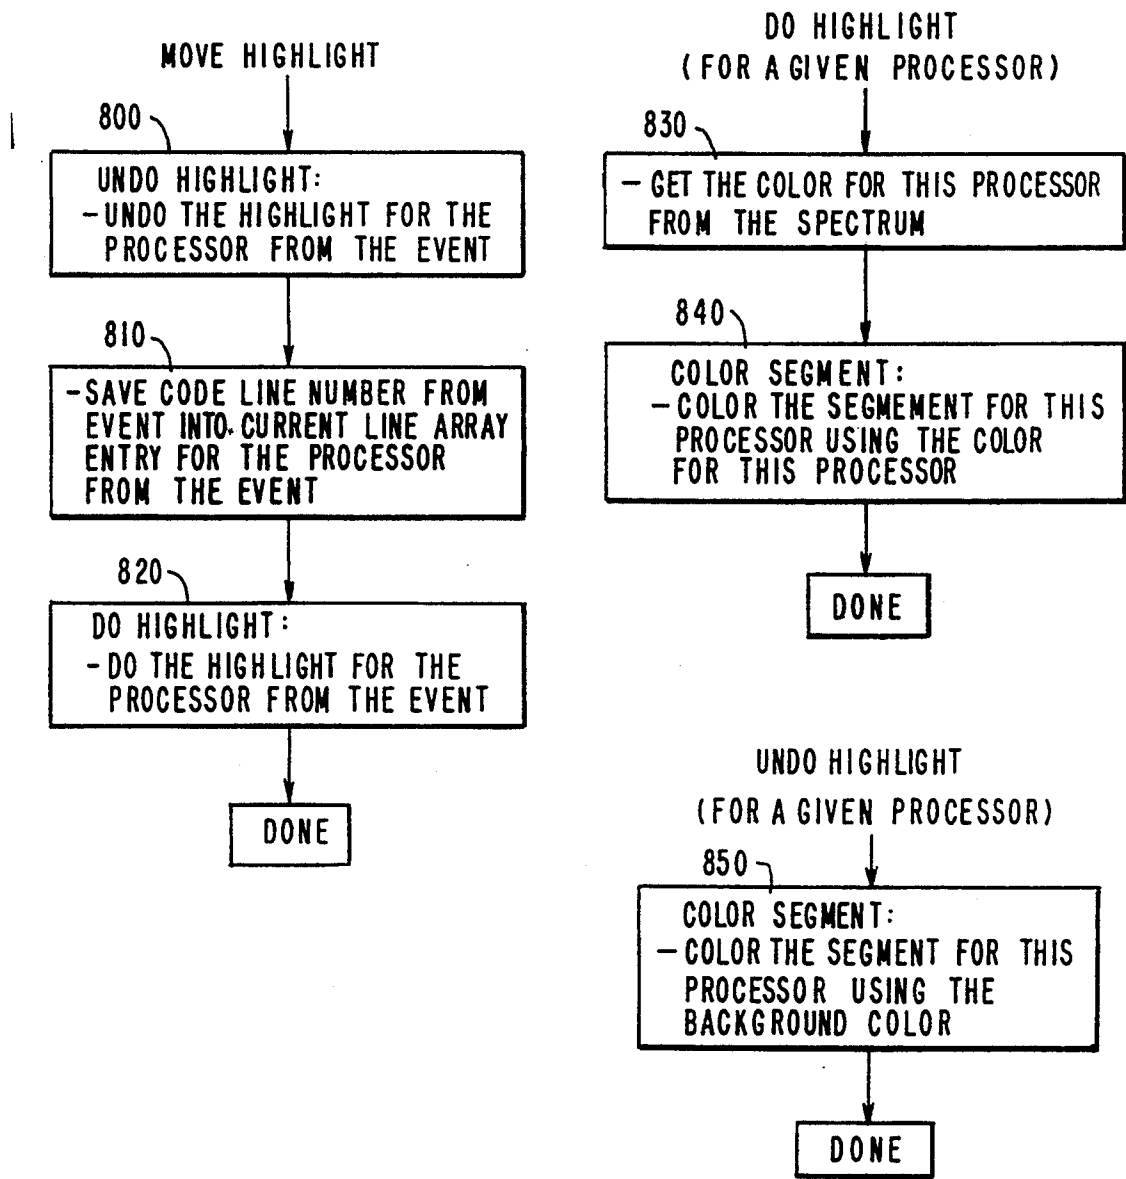 MOVE HIGHLIGHT
800
UNDO HIGHLIGHT:
- UNDO THE HIGHLIGHT FOR THE
PROCESSOR FROM THE EVENT
810
- SAVE CODE LINE NUMBER FROM
EVENT INTO CURRENT LINE ARRAY
ENTRY FOR THE PROCESSOR
FROM THE EVENT
820
DO HIGHLIGHT:
- DO THE HIGHLIGHT FOR THE
PROCESSOR FROM THE EVENT
DONE
DO HIGHLIGHT
(FOR A GIVEN PROCESSOR)
830
- GET THE COLOR FOR THIS PROCESSOR
FROM THE SPECTRUM
840
COLOR SEGMENT:
- COLOR THE SEGMEMENT FOR THIS
PROCESSOR USING THE COLOR
FOR THIS PROCESSOR
DONE
UNDO HIGHLIGHT
(FOR A GIVEN PROCESSOR)
850
COLOR SEGMENT:
- COLOR THE SEGMENT FOR THIS
PROCESSOR USING THE
BACKGROUND COLOR
DONE